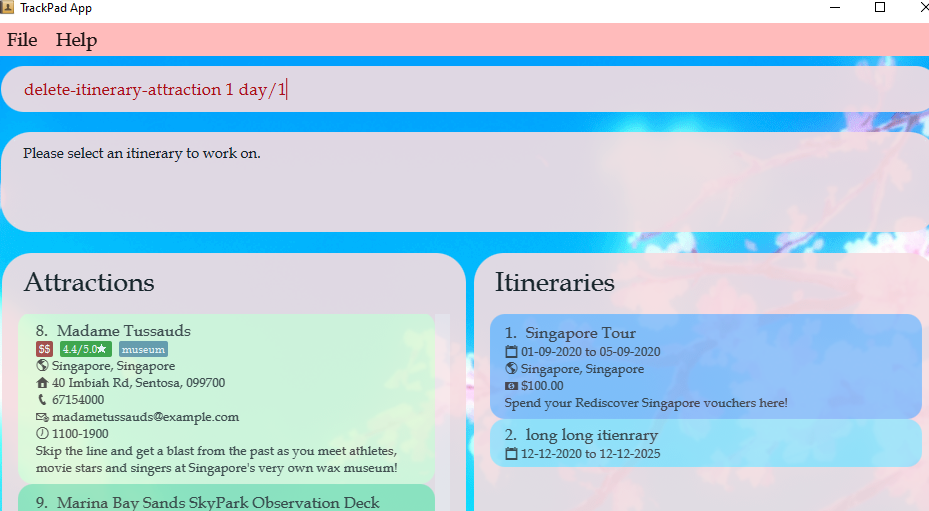 TrackPad App
File Help
delete-itinerary-attraction 1 day/1
Please select an itinerary to work on.
Attractions
8. Madame Tussauds
$$ 4.4/5.0★ museum
Singapore, Singapore
40 Imbiah Rd, Sentosa, 099700
67154000
madametussauds@example.com
1100-1900
Skip the line and get a blast from the past as you meet athletes,
movie stars and singers at Singapore's very own wax museum!
9. Marina Bay Sands SkyPark Observation Deck
Itineraries
1. Singapore Tour
01-09-2020 to 05-09-2020
Singapore, Singapore
$100.00
Spend your Rediscover Singapore vouchers here!
2. long long itienrary
12-12-2020 to 12-12-2025